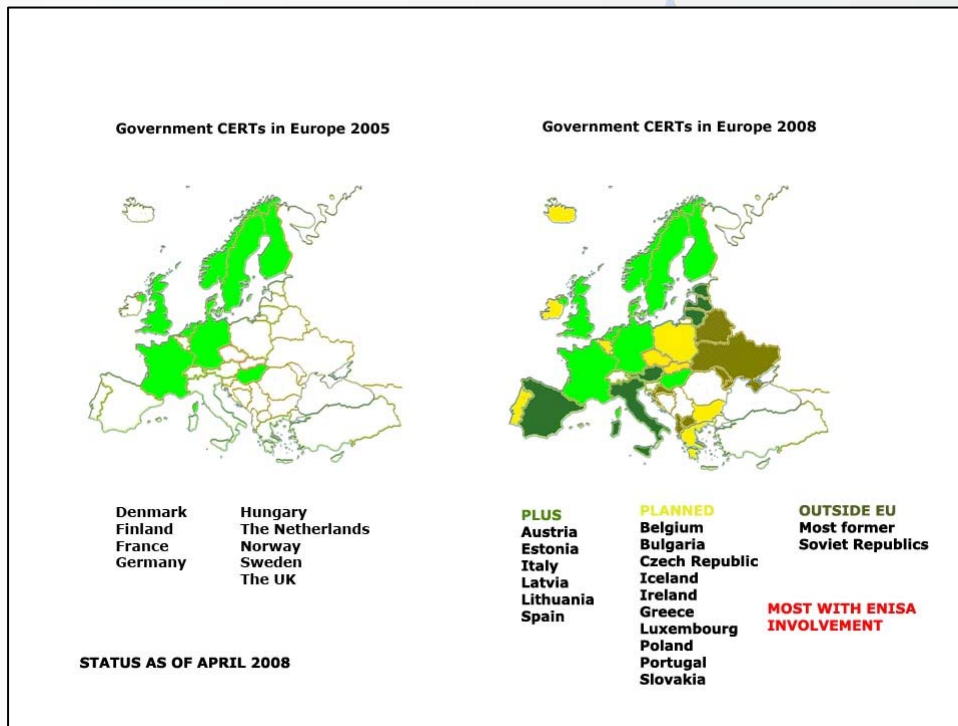 Government CERTs in Europe 2005
Government CERTs in Europe 2008
Denmark
Finland
France
Germany
Hungary
The Netherlands
Norway
Sweden
The UK
PLUS
Austria
Estonia
Italy
Latvia
Lithuania
Spain
PLANNED
Belgium
Bulgaria
Czech Republic
Iceland
Ireland
Greece
Luxembourg
Poland
Portugal
Slovakia
OUTSIDE EU
Most former
Soviet Republics
MOST WITH ENISA
INVOLVEMENT
STATUS AS OF APRIL 2008